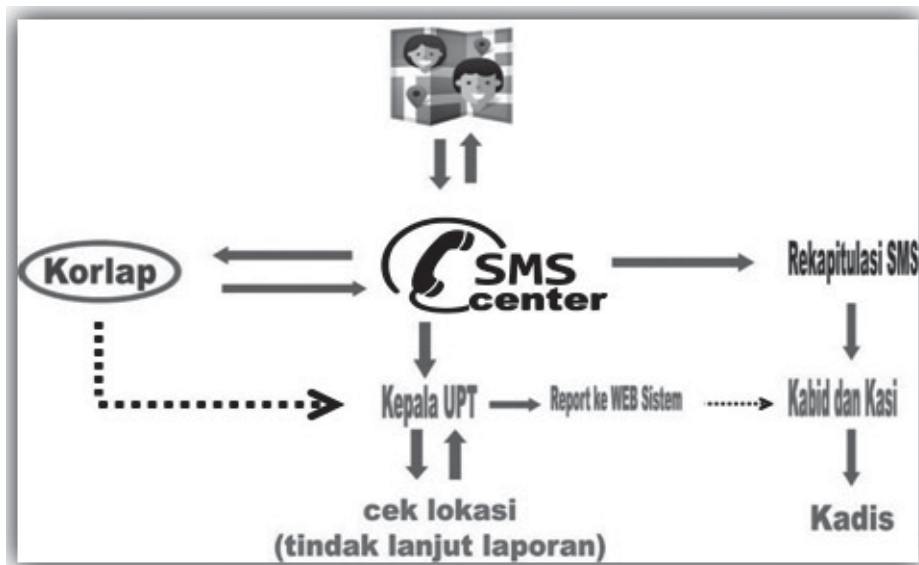 SMS
center
Korlap
Rekapitulasi SMS
Kepala UPT
Report ke WEB Sistem
Kabid dan Kasi
cek lokasi
(tindak lanjut laporan)
Kadis